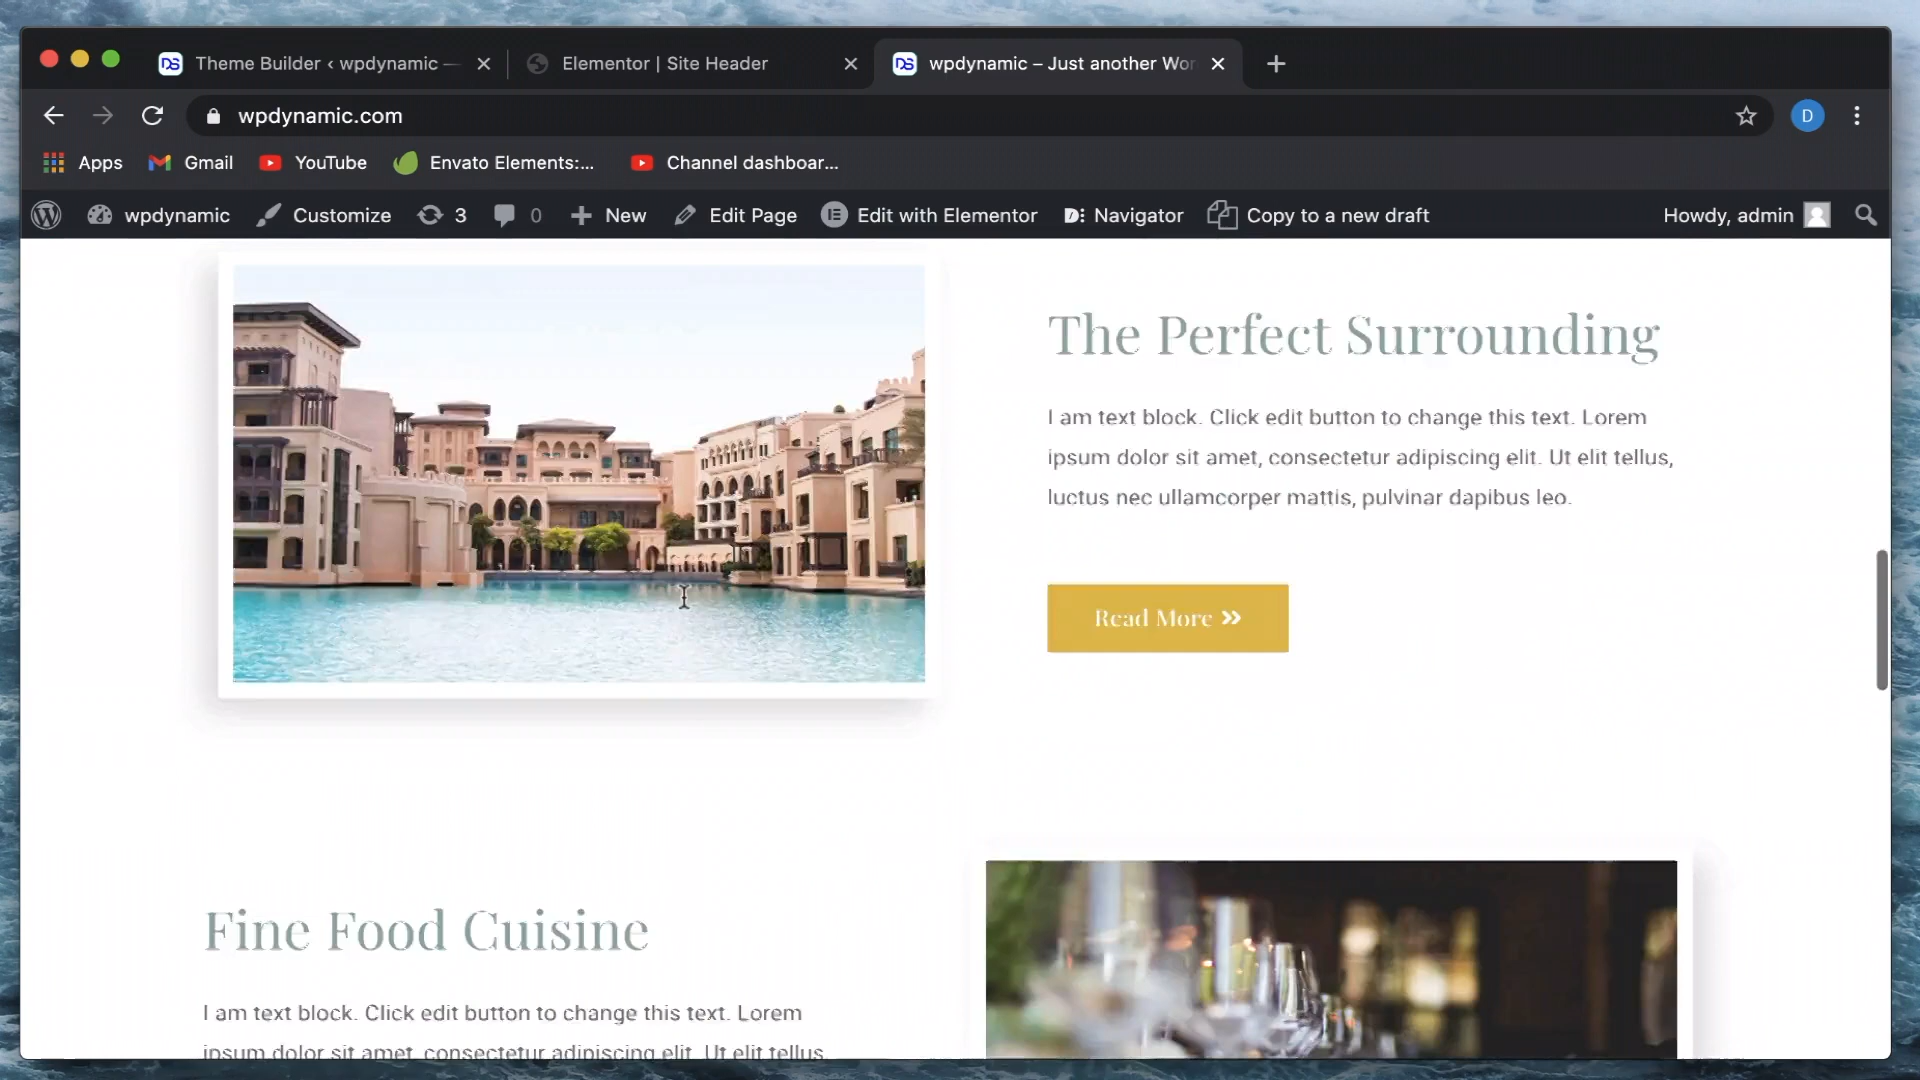 Theme Builder ‹ wpdynamic —
Elementor | Site Header
wpdynamic – Just another Wor
wpdynamic.com
D
Apps
Gmail
YouTube
Envato Elements:...
Channel dashboar...
wpdynamic
Customize
3
0
New
Edit Page
Edit with Elementor
Navigator
Copy to a new draft
Howdy, admin
The Perfect Surrounding
I am text block. Click edit button to change this text. Lorem
ipsum dolor sit amet, consectetur adipiscing elit. Ut elit tellus,
luctus nec ullamcorper mattis, pulvinar dapibus leo.
Read More »
Fine Food Cuisine
I am text block. Click edit button to change this text. Lorem
ipsum dolor sit amet, consectetur adipiscing elit. Ut elit tellus,